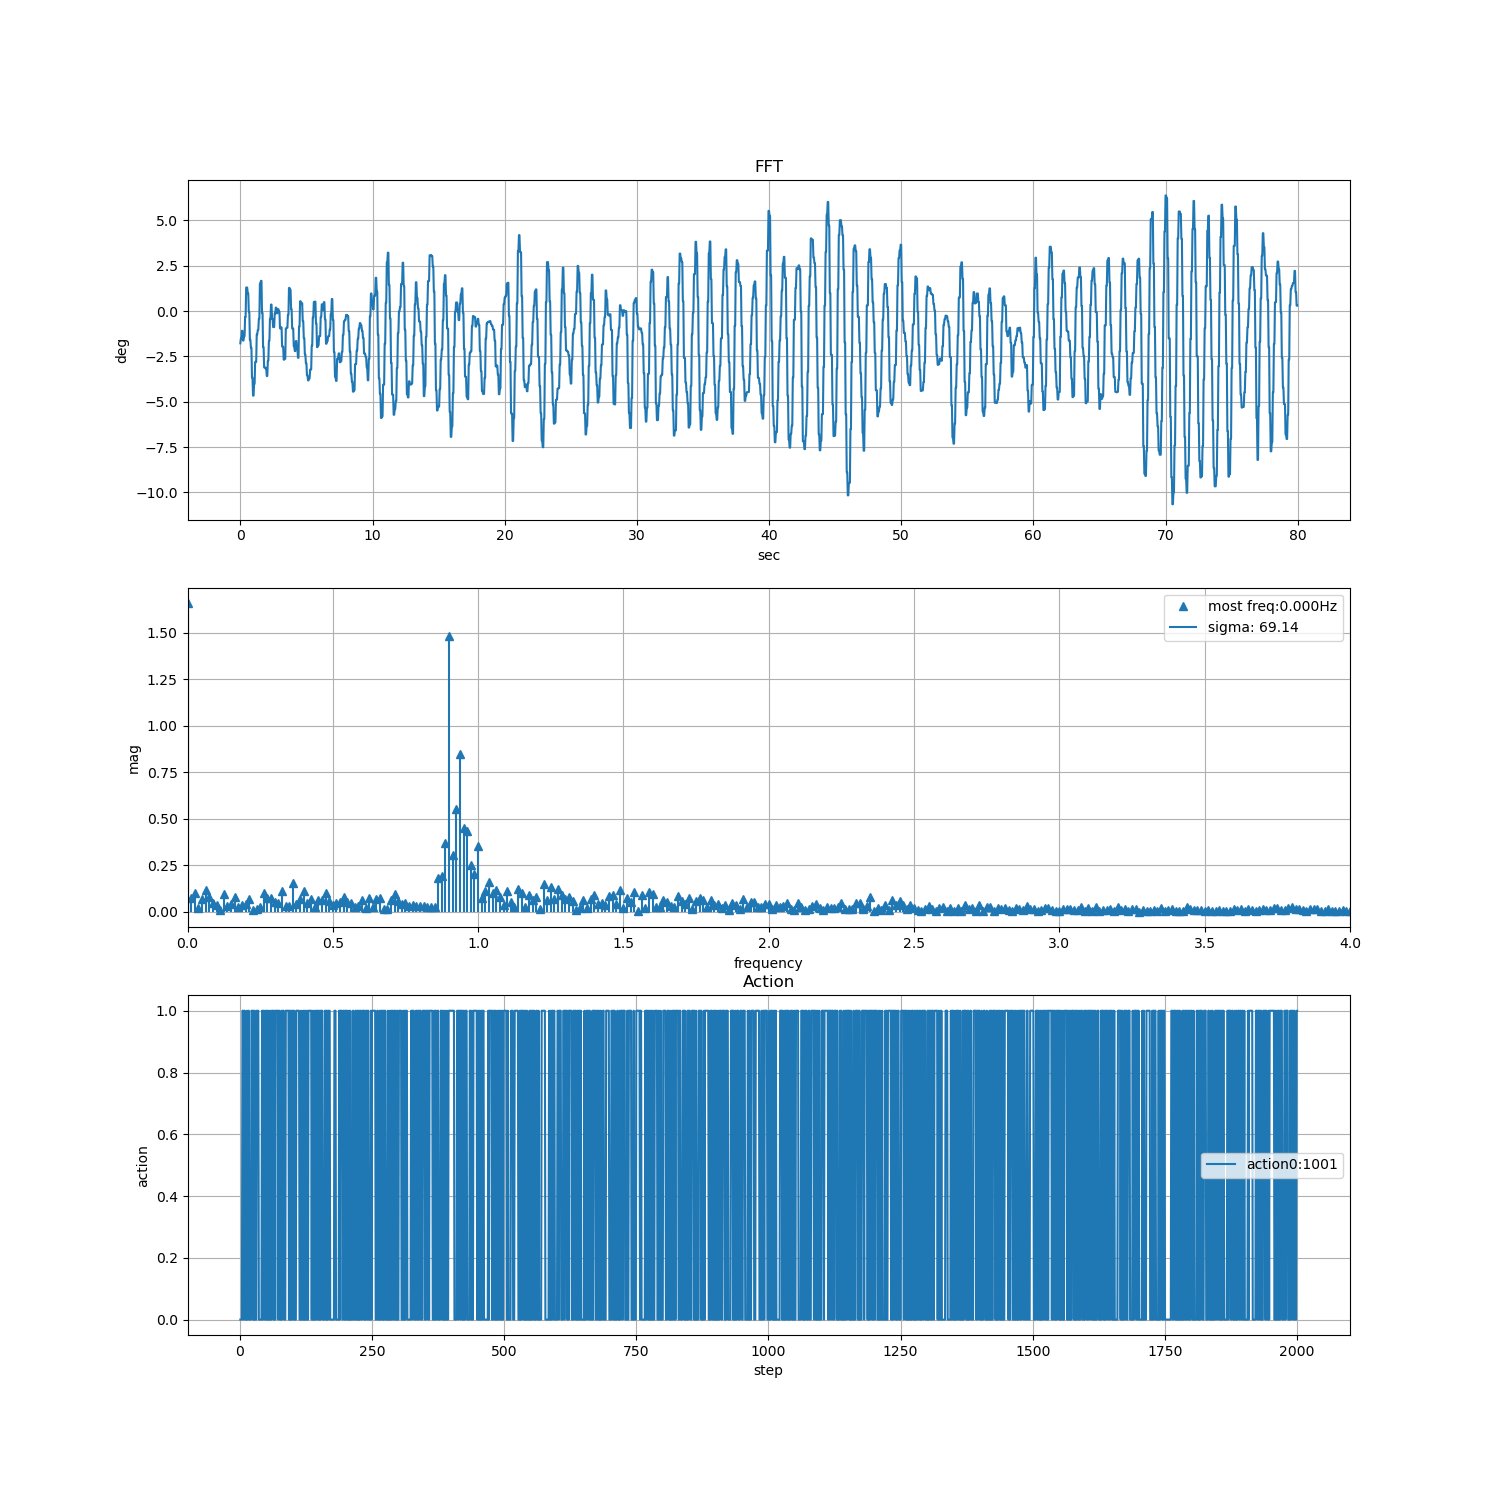 FFT
5.0
2.5
0.0
−2.5
−5.0
−7.5
−10.0
deg
0 10 20 30 40 50 60 70 80
sec
most freq:0.000Hz
sigma: 69.14
1.50
1.25
1.00
0.75
0.50
0.25
0.00
mag
0.0 0.5 1.0 1.5 2.0 2.5 3.0 3.5 4.0
frequency
Action
1.0
0.8
0.6
0.4
0.2
0.0
action
action0:1001
0 250 500 750 1000 1250 1500 1750 2000
step